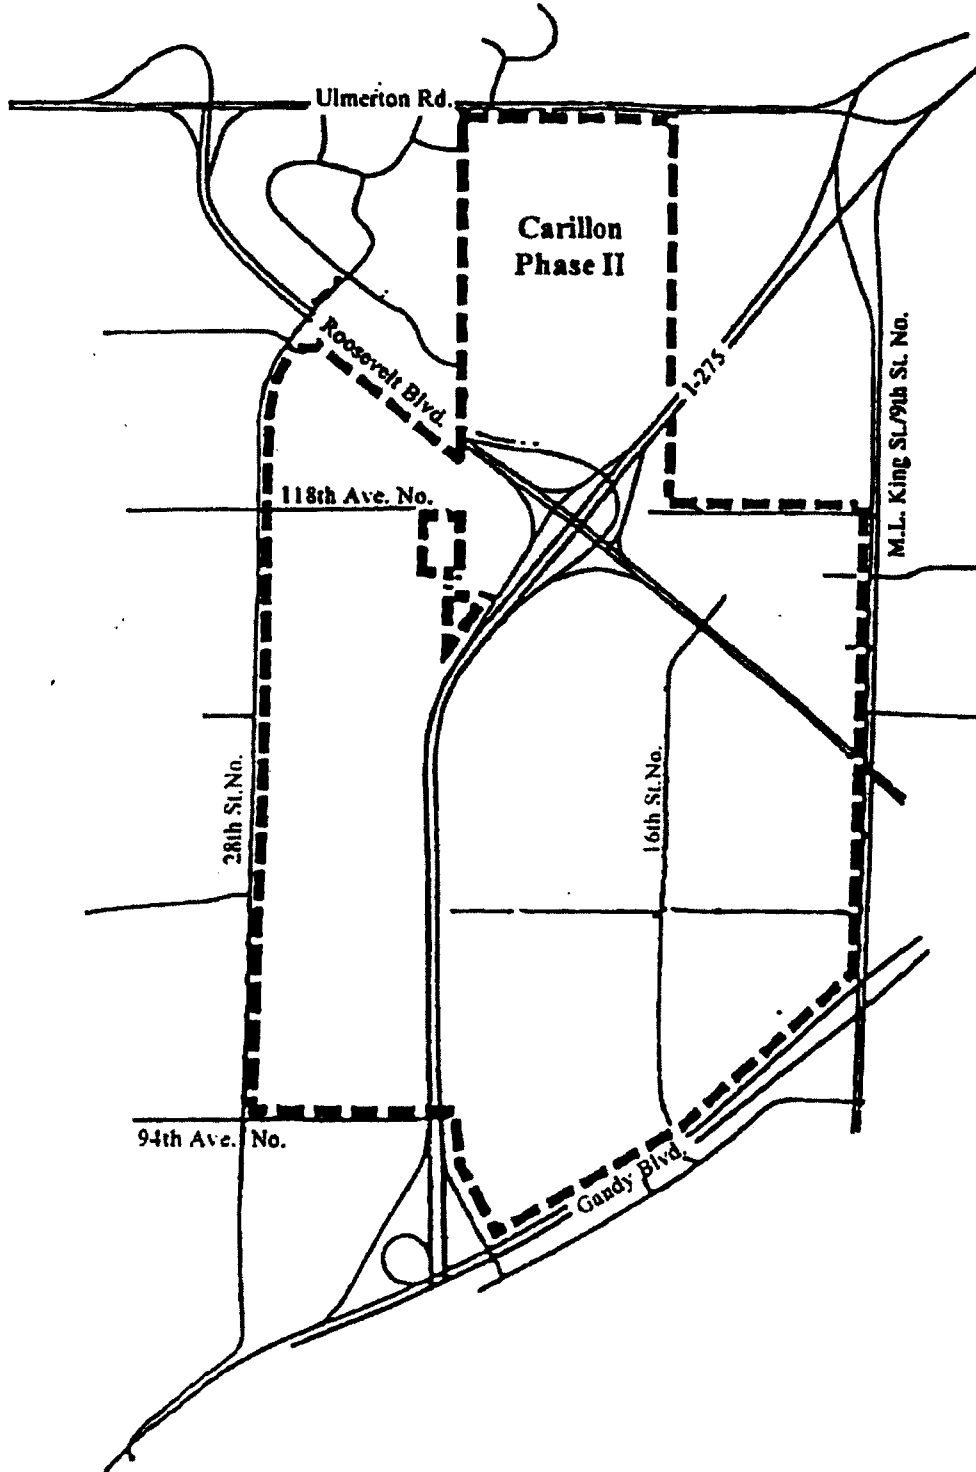 Ulmerton Rd.
Carillon
Phase II
Roosevelt Blvd.
I-275
M.L. King St./9th St. No.
118th Ave. No.
28th St.No.
16th St.No.
94th Ave. No.
Gandy Blvd.